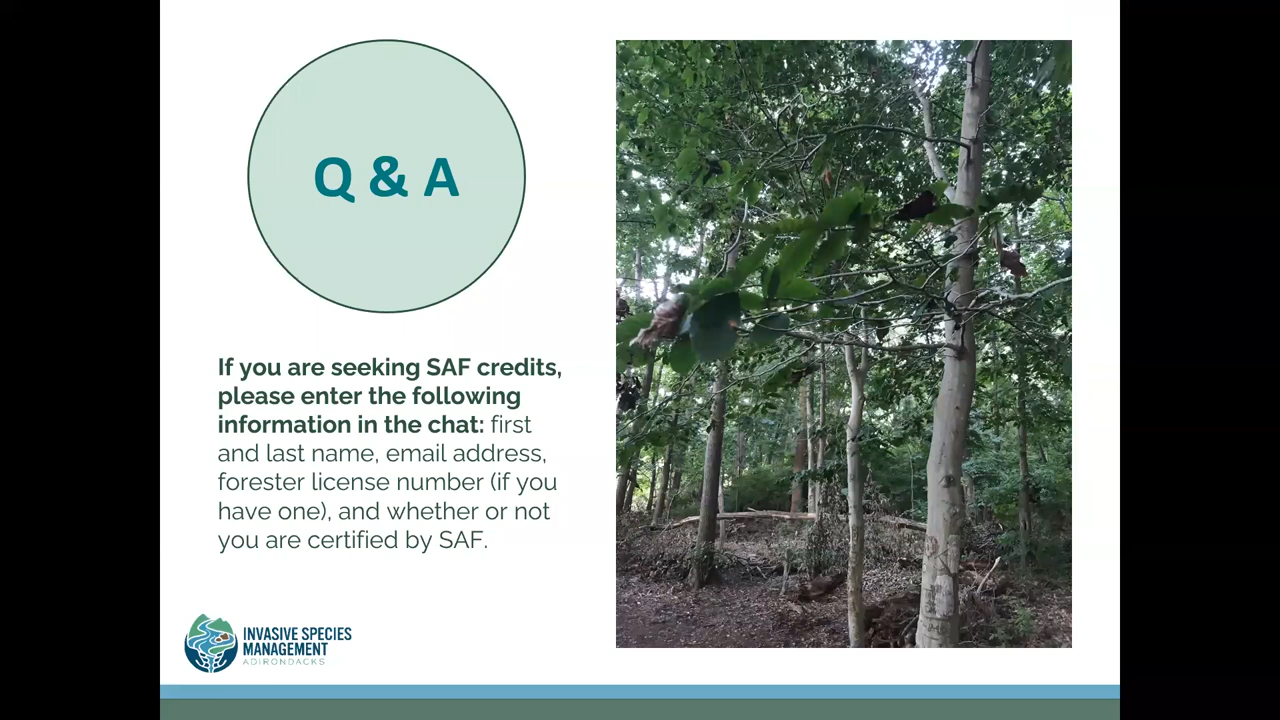 Q & A
If you are seeking SAF credits,
please enter the following
information in the chat: first
and last name, email address,
forester license number (if you
have one), and whether or not
you are certified by SAF.
INVASIVE SPECIES
MANAGEMENT
ADIRONDACKS